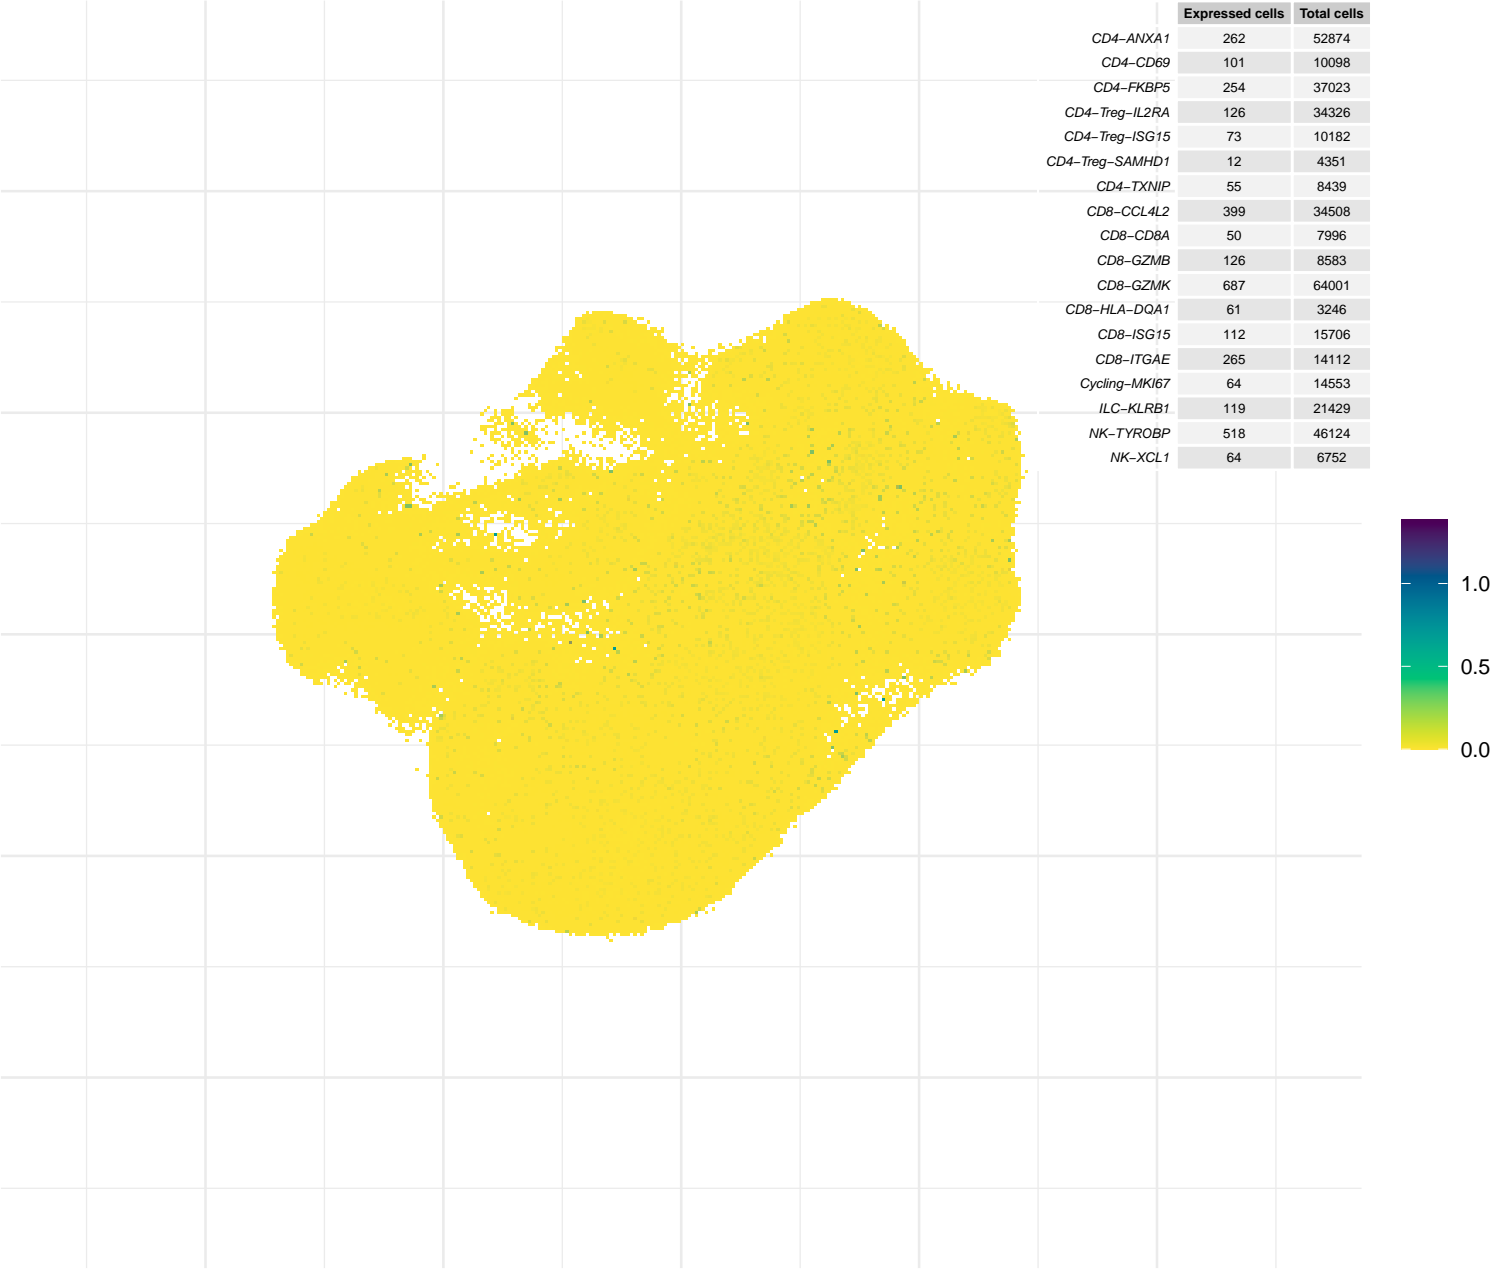 Expressed cells Total cells
CD4−ANXA1 262 52874
CD4−CD69 101 10098
CD4−FKBP5 254 37023
CD4−Treg−IL2RA 126 34326
CD4−Treg−ISG15 73 10182
CD4−Treg−SAMHD1 12 4351
CD4−TXNIP 55 8439
CD8−CCL4L2 399 34508
CD8−CD8A 50 7996
CD8−GZMB 126 8583
CD8−GZMK 687 64001
CD8−HLA−DQA1 61 3246
CD8−ISG15 112 15706
CD8−ITGAE 265 14112
Cycling−MKI67 64 14553
ILC−KLRB1 119 21429
NK−TYROBP 518 46124
NK−XCL1 64 6752
1.0
0.5
0.0